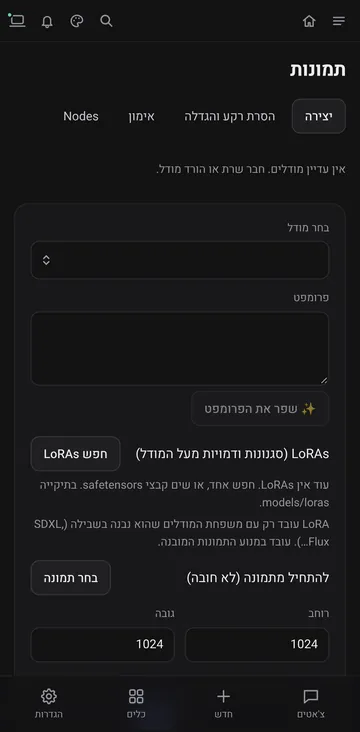 תמונות
יצירה
הסרת רקע והגדלה
אימון
Nodes
אין עדיין מודלים. חבר שרת או הורד מודל.
בחר מודל
פרומפט
✨ שפר את הפרומפט
LoRAs (סגנונות ודמויות מעל המודל)
חפש LoRAs
עוד אין LoRAs. חפש אחד, או שים קבצי safetensors. בתיקייה
models/loras.
LoRA עובד רק עם משפחת המודלים שהוא נבנה בשבילה (SDXL,
Flux…). עובד במנוע התמונות המובנה.
להתחיל מתמונה (לא חובה)
בחר תמונה
רוחב
גובה
1024
1024
צ'אטים
חדש
כלים
הגדרות